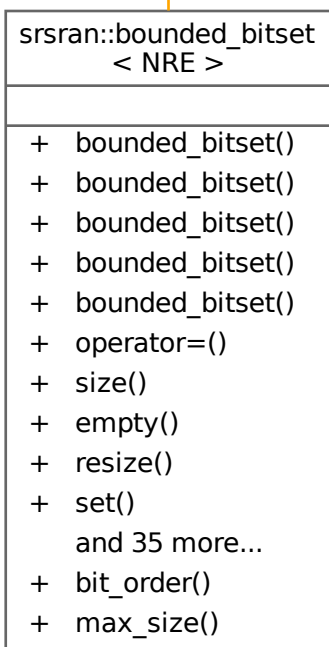 srsran::bounded_bitset
< NRE >
+ bounded_bitset()
+ bounded_bitset()
+ bounded_bitset()
+ bounded_bitset()
+ bounded_bitset()
+ operator=()
+ size()
+ empty()
+ resize()
+ set()
and 35 more...
+ bit_order()
+ max_size()